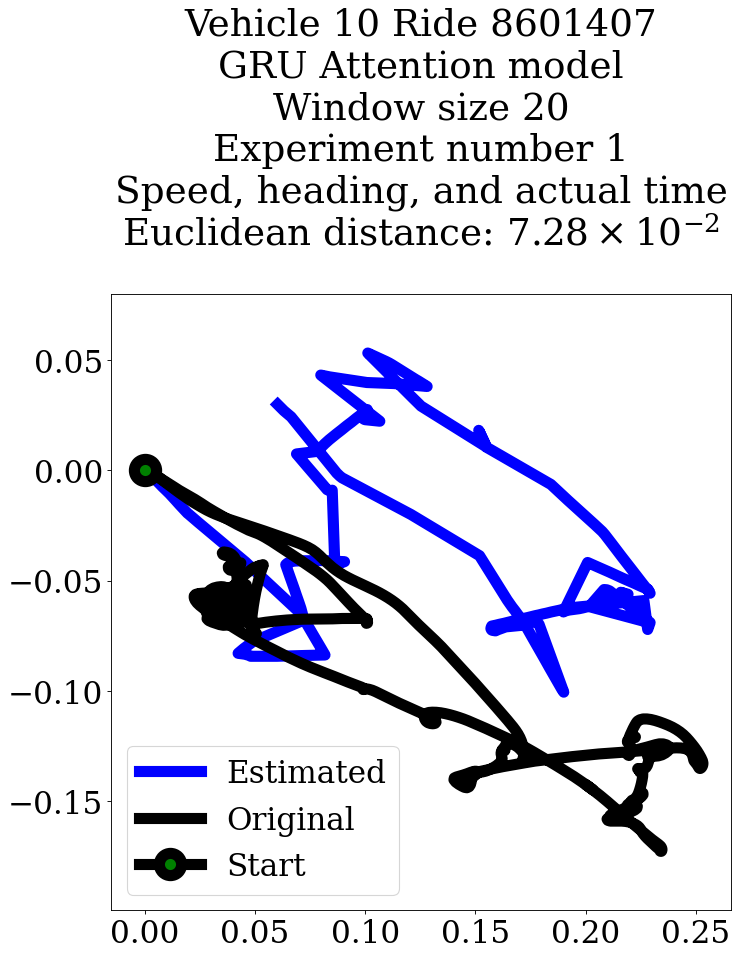 Vehicle 10 Ride 8601407
GRU Attention model
Window size 20
Experiment number 1
Speed, heading, and actual time
Euclidean distance: 7.28 × 10⁻²
0.05
0.00
−0.05
−0.10
−0.15
Estimated
Original
Start
0.00 0.05 0.10 0.15 0.20 0.25